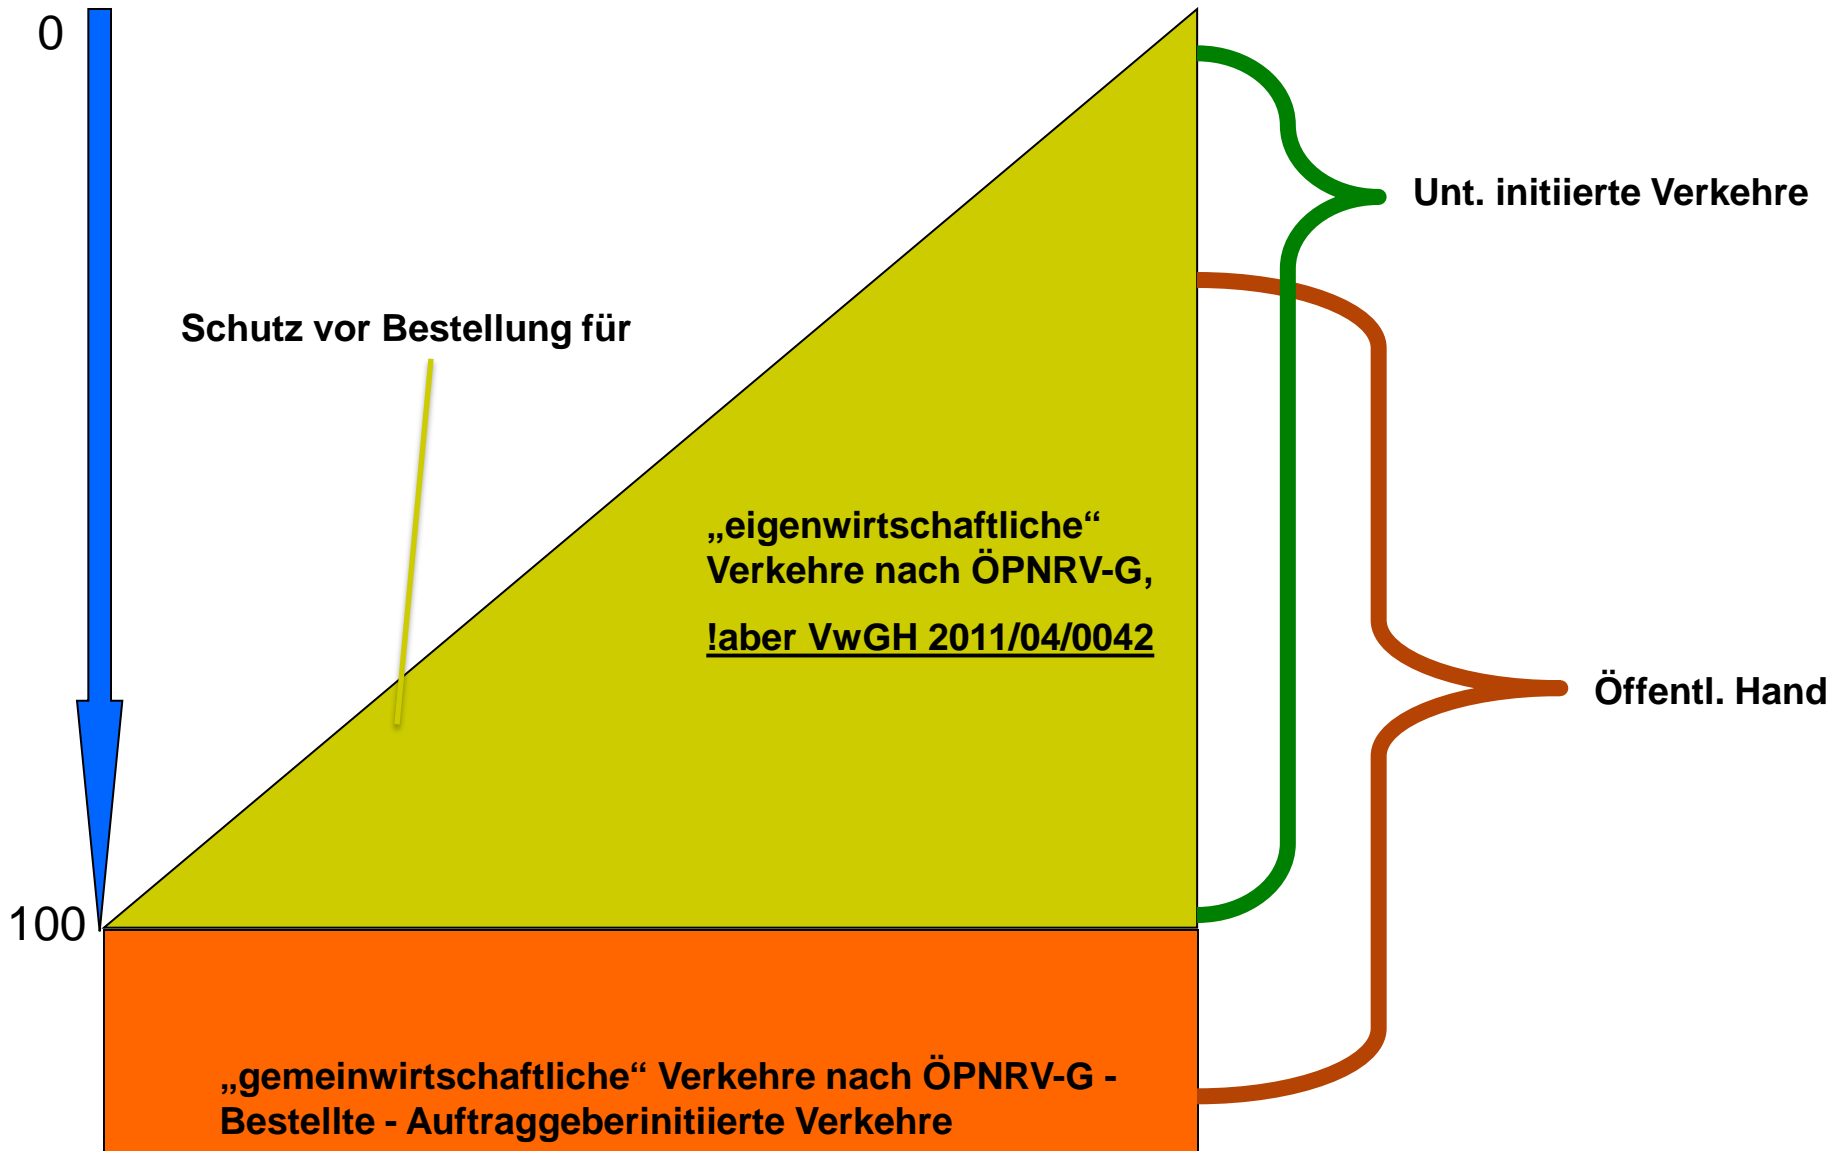 0
Unt. initiierte Verkehre
Schutz vor Bestellung für
„eigenwirtschaftliche“
Verkehre nach ÖPNRV-G,
!aber VwGH 2011/04/0042
Öffentl. Hand
100
„gemeinwirtschaftliche“ Verkehre nach ÖPNRV-G -
Bestellte - Auftraggeberinitiierte Verkehre